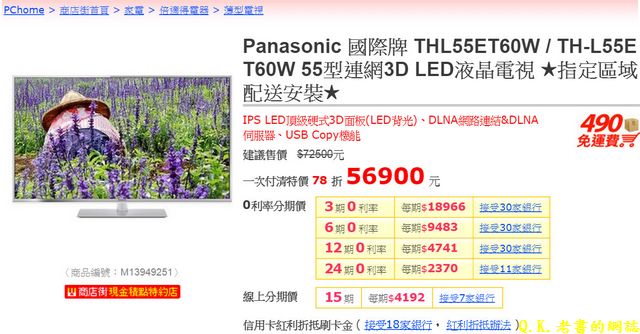 PChome > 商店街首頁 > 家電 > 倍適得電器 > 薄型電視
Panasonic 國際牌 THL55ET60W / TH-L55E
T60W 55型連網3D LED液晶電視 ★指定區域
配送安裝★
IPS LED頂級硬式3D面板(LED背光)、DLNA網路連結&DLNA
伺服器、USB Copy機能
490免運費
建議售價 $72500元
一次付清特價 78 折 56900 元
0利率分期價
3期0利率 每期$18966 接受30家銀行
6期0利率 每期$9483 接受30家銀行
12期0利率 每期$4741 接受30家銀行
24期0利率 每期$2370 接受11家銀行
〈商品編號：M13949251〉
商店街現金積點特約店
線上分期價 15期 每期$4192 接受7家銀行
信用卡紅利折抵刷卡金（ 接受18家銀行， 紅利折抵辦法 ）
Q.K.老書的網誌